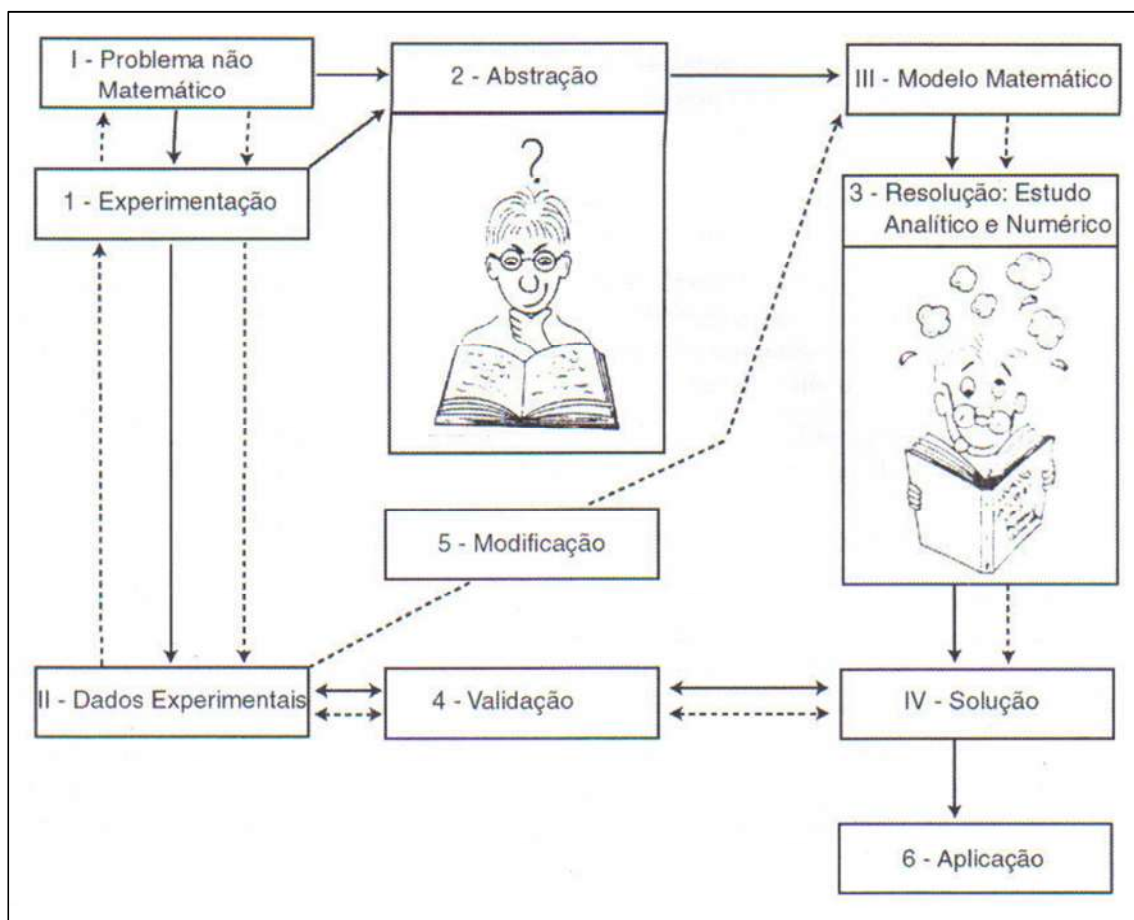 I - Problema não
Matemático
2 - Abstração
III - Modelo Matemático
?
1 - Experimentação
3 - Resolução: Estudo
Analítico e Numérico
5 - Modificação
II - Dados Experimentais
4 - Validação
IV - Solução
6 - Aplicação